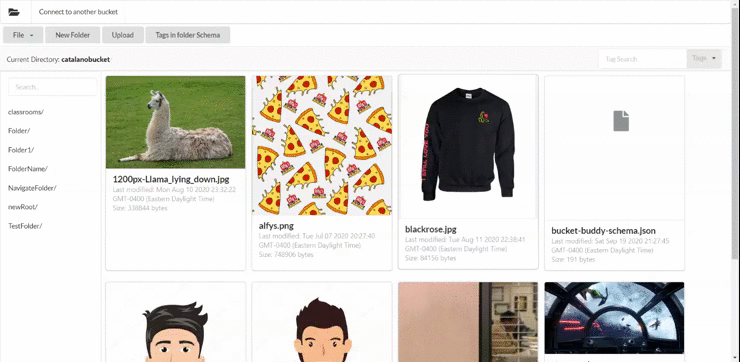 Connect to another bucket
File
New Folder
Upload
Tags in folder Schema
Current Directory: catalanobucket
Tag Search
Tags
Search...
classrooms/
Folder/
Folder1/
FolderName/
NavigateFolder/
newRoot/
TestFolder/
1200px-Llama_lying_down.jpg
Last modified: Mon Aug 10 2020 23:32:22
GMT-0400 (Eastern Daylight Time)
Size: 339844 bytes
alfys.png
Last modified: Tue Jul 07 2020 20:27:40
GMT-0400 (Eastern Daylight Time)
Size: 748906 bytes
blackrose.jpg
Last modified: Tue Aug 11 2020 22:38:41
GMT-0400 (Eastern Daylight Time)
Size: 84156 bytes
bucket-buddy-schema.json
Last modified: Sat Sep 19 2020 21:27:45
GMT-0400 (Eastern Daylight Time)
Size: 191 bytes